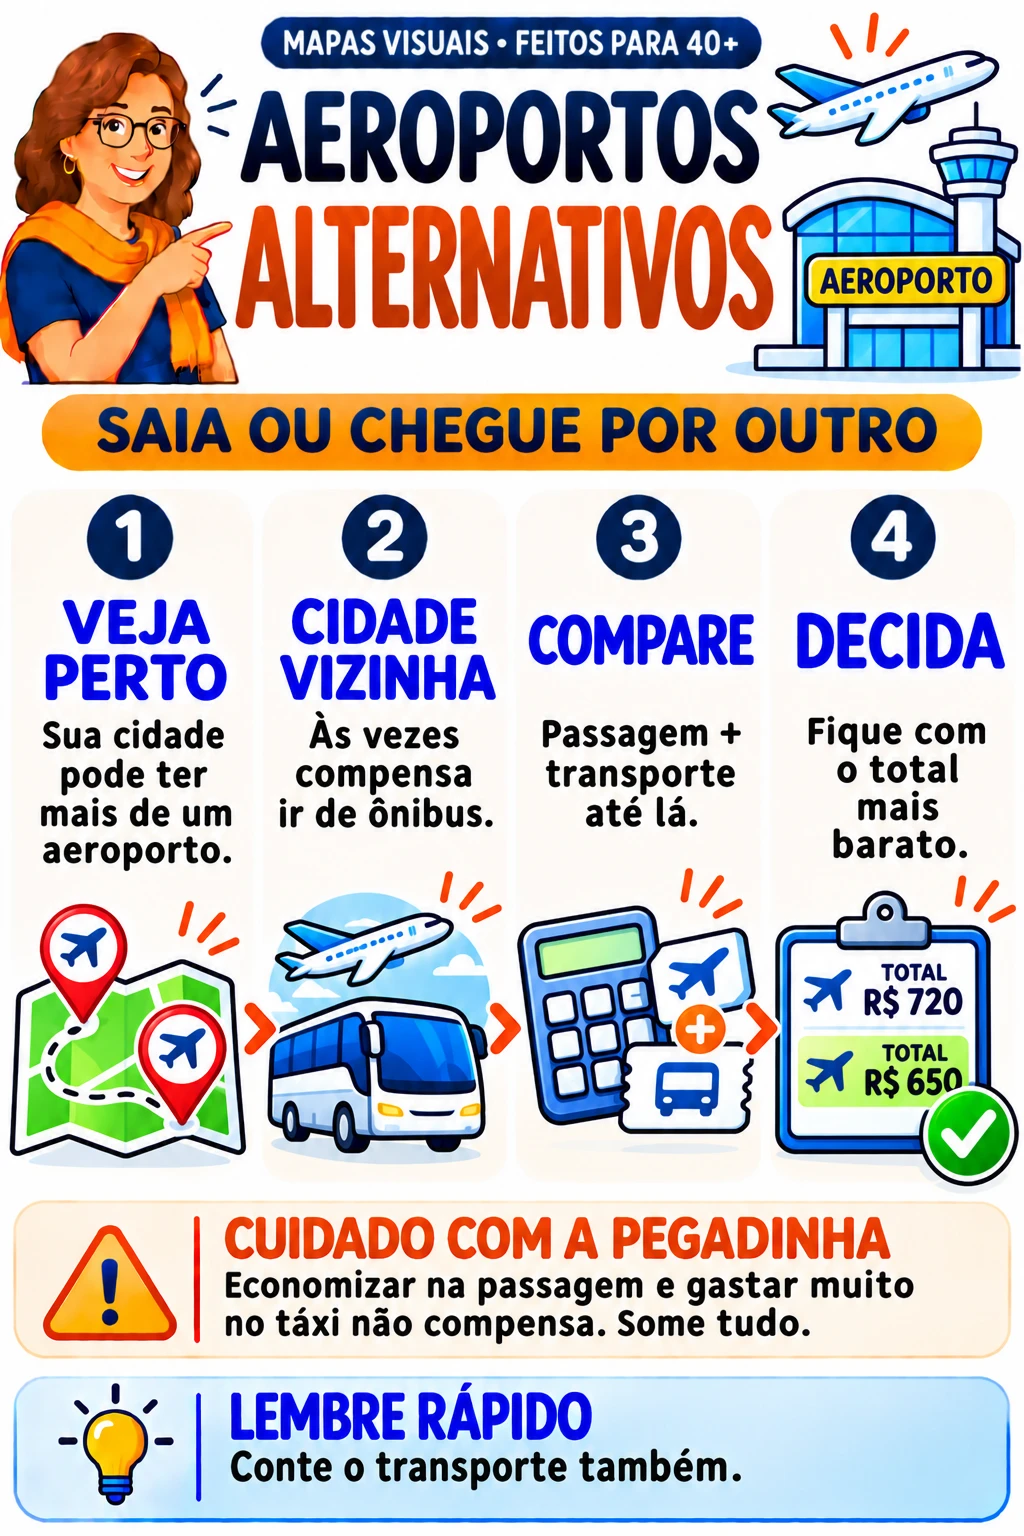 MAPAS VISUAIS • FEITOS PARA 40+
AEROPORTOS
ALTERNATIVOS
AEROPORTO
SAIA OU CHEGUE POR OUTRO
1
VEJA
PERTO
Sua cidade
pode ter
mais de um
aeroporto.
2
CIDADE
VIZINHA
Às vezes
compensa
ir de ônibus.
3
COMPARE
Passagem +
transporte
até lá.
4
DECIDA
Fique com
o total
mais
barato.
TOTAL
R$ 720
TOTAL
R$ 650
CUIDADO COM A PEGADINHA
Economizar na passagem e gastar muito
no táxi não compensa. Some tudo.
LEMBRE RÁPIDO
Conte o transporte também.